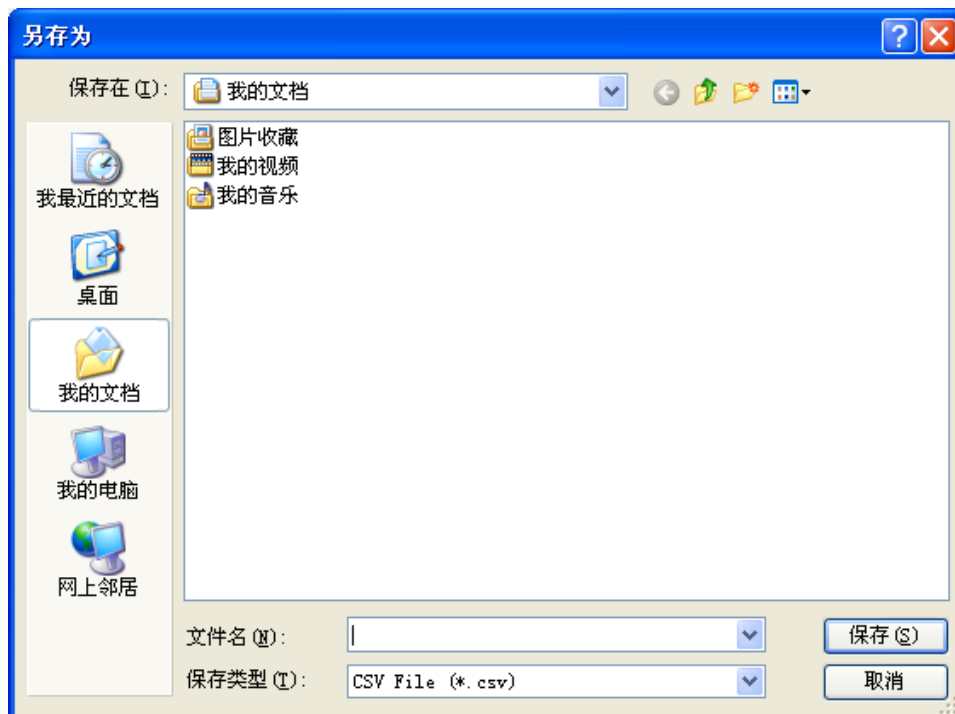 另存为
保存在(I):
我的文档
图片收藏
我的视频
我的音乐
我最近的文档
桌面
我的文档
我的电脑
网上邻居
文件名(N):
保存(S)
保存类型(T):
CSV File (*.csv)
取消